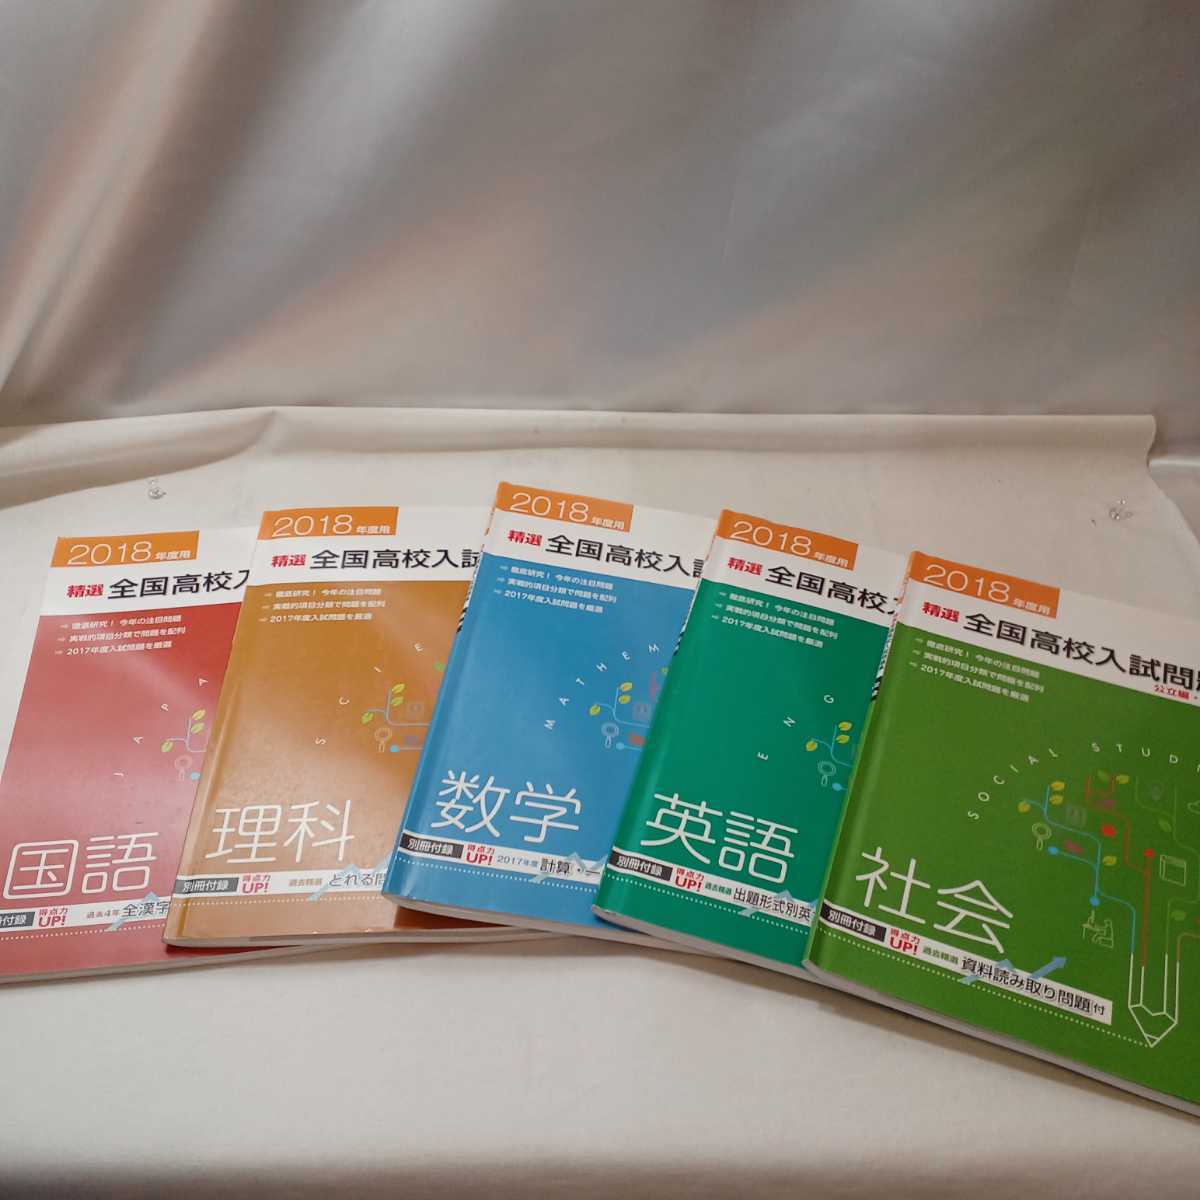 2018年度用
精選 全国高校入
⇒ 徹底研究！ 今年の注目問題
⇒ 実戦的項目分類で問題を配列
⇒ 2017年度入試問題を厳選
J A P A
国語
別冊付録 得点力UP! 過去4年 全漢字
2018年度用
精選 全国高校入試
⇒ 徹底研究！ 今年の注目問題
⇒ 実戦的項目分類で問題を配列
⇒ 2017年度入試問題を厳選
S C I E
理科
別冊付録 得点力UP! 過去精選 とれる問
2018年度用
精選 全国高校入試
⇒ 徹底研究！ 今年の注目問題
⇒ 実戦的項目分類で問題を配列
⇒ 2017年度入試問題を厳選
M A T H E M
数学
別冊付録 得点力UP! 2017年度 計算・一
2018年度用
精選 全国高校入
⇒ 徹底研究！ 今年の注目問題
⇒ 実戦的項目分類で問題を配列
⇒ 2017年度入試問題を厳選
E N G
英語
別冊付録 得点力UP! 過去精選 出題形式別英
2018年度用
精選 全国高校入試問題
公立編・
⇒ 徹底研究！ 今年の注目問題
⇒ 実戦的項目分類で問題を配列
⇒ 2017年度入試問題を厳選
SOCIAL STUDI
社会
別冊付録 得点力UP! 過去精選 資料読み取り問題付